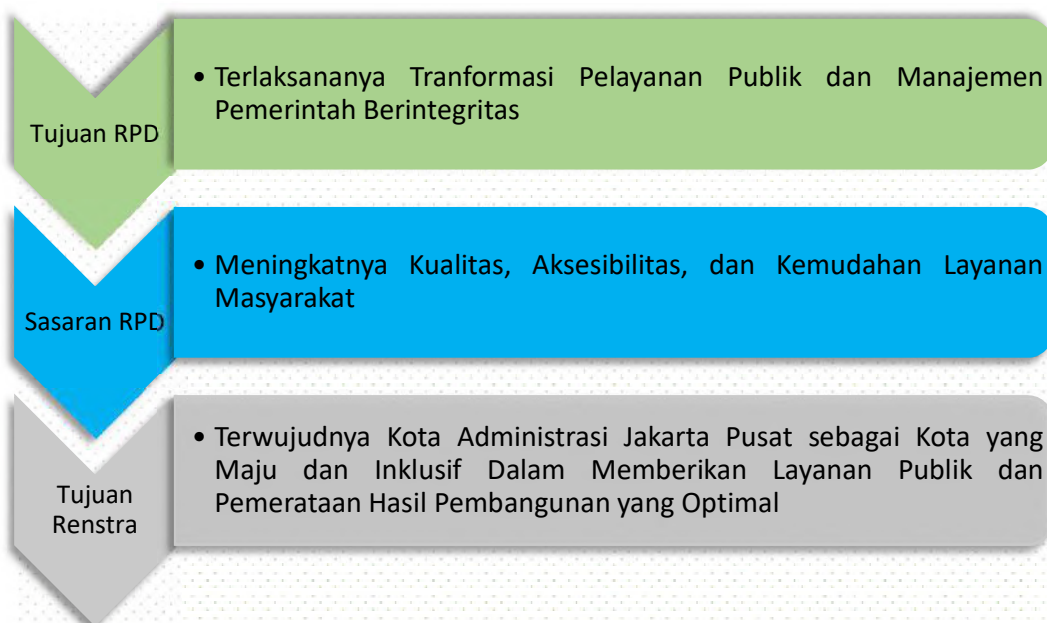 Tujuan RPD
• Terlaksananya Tranformasi Pelayanan Publik dan Manajemen
Pemerintah Berintegritas
Sasaran RPD
• Meningkatnya Kualitas, Aksesibilitas, dan Kemudahan Layanan
Masyarakat
Tujuan
Renstra
• Terwujudnya Kota Administrasi Jakarta Pusat sebagai Kota yang
Maju dan Inklusif Dalam Memberikan Layanan Publik dan
Pemerataan Hasil Pembangunan yang Optimal